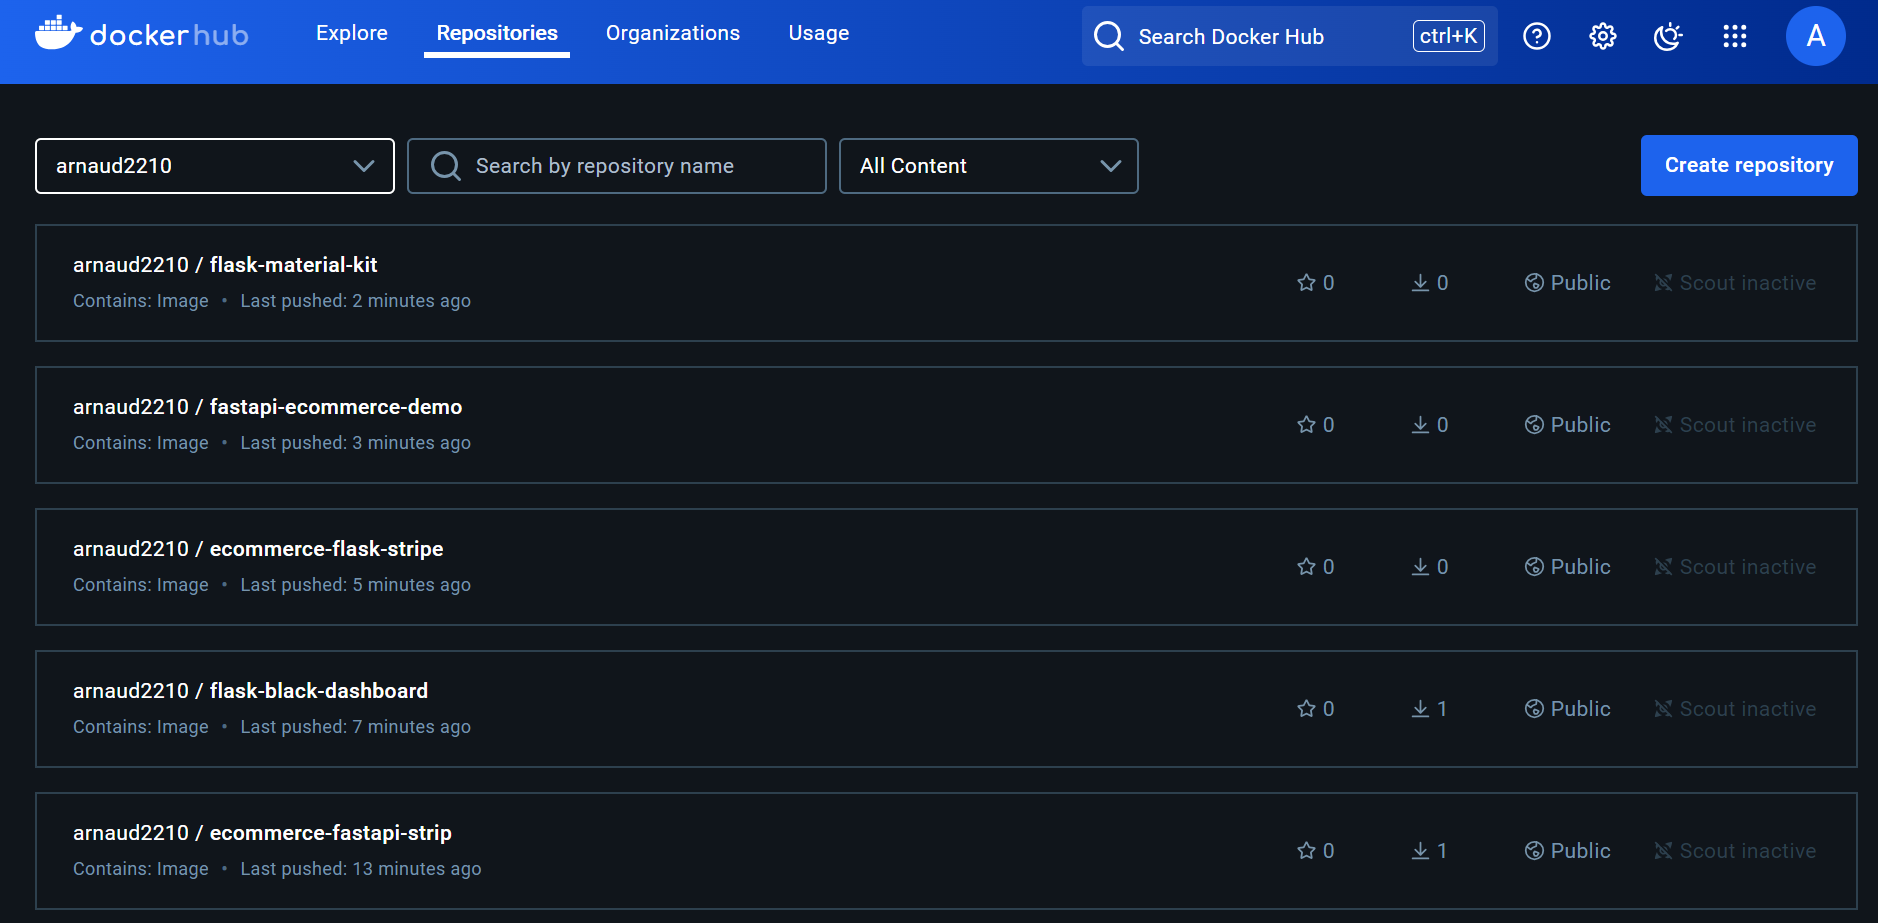 dockerhub
Explore
Repositories
Organizations
Usage
Search Docker Hub
ctrl+K
A
arnaud2210
Search by repository name
All Content
Create repository
arnaud2210 / flask-material-kit
Contains: Image • Last pushed: 2 minutes ago
0
0
Public
Scout inactive
arnaud2210 / fastapi-ecommerce-demo
Contains: Image • Last pushed: 3 minutes ago
0
0
Public
Scout inactive
arnaud2210 / ecommerce-flask-stripe
Contains: Image • Last pushed: 5 minutes ago
0
0
Public
Scout inactive
arnaud2210 / flask-black-dashboard
Contains: Image • Last pushed: 7 minutes ago
0
1
Public
Scout inactive
arnaud2210 / ecommerce-fastapi-strip
Contains: Image • Last pushed: 13 minutes ago
0
1
Public
Scout inactive